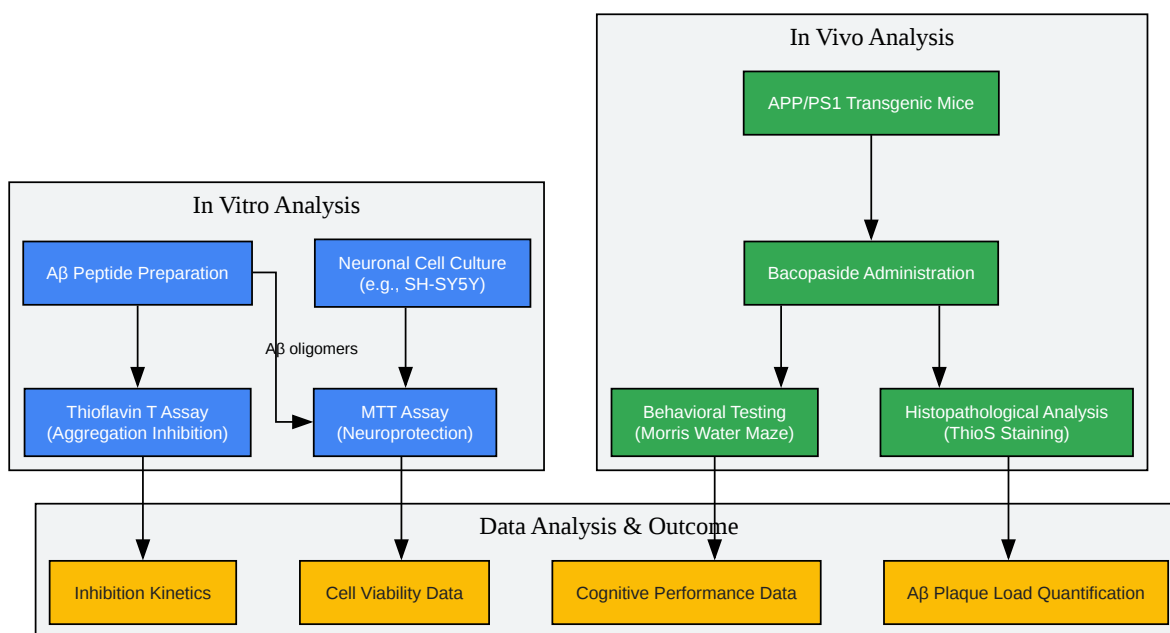 In Vivo Analysis
APP/PS1 Transgenic Mice
In Vitro Analysis
Aβ Peptide Preparation
Neuronal Cell Culture
(e.g., SH-SY5Y)
Bacopaside Administration
Aβ oligomers
Thioflavin T Assay
(Aggregation Inhibition)
MTT Assay
(Neuroprotection)
Behavioral Testing
(Morris Water Maze)
Histopathological Analysis
(ThioS Staining)
Data Analysis & Outcome
Inhibition Kinetics
Cell Viability Data
Cognitive Performance Data
Aβ Plaque Load Quantification